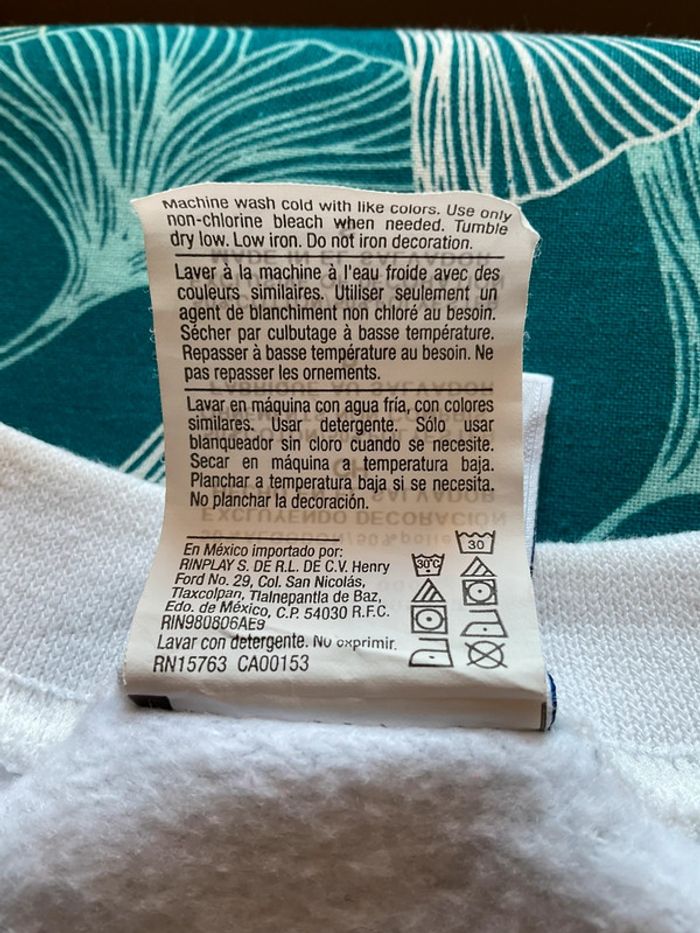 Machine wash cold with like colors. Use only
non-chlorine bleach when needed. Tumble
dry low. Low iron. Do not iron decoration.
Laver à la machine à l'eau froide avec des
couleurs similaires. Utiliser seulement un
agent de blanchiment non chloré au besoin.
Sécher par culbutage à basse température.
Repasser à basse température au besoin. Ne
pas repasser les ornements.
Lavar en máquina con agua fría, con colores
similares. Usar detergente. Sólo usar
blanqueador sin cloro cuando se necesite.
Secar en máquina a temperatura baja.
Planchar a temperatura baja si se necesita.
No planchar la decoración.
En México importado por:
RINPLAY S. DE R.L. DE C.V. Henry
Ford No. 29, Col. San Nicolás,
Tlaxcolpan, Tlalnepantla de Baz,
Edo. de México, C.P. 54030 R.F.C.
RIN980806AE9
Lavar con detergente. No exprimir.
RN15763 CA00153
30°C
30